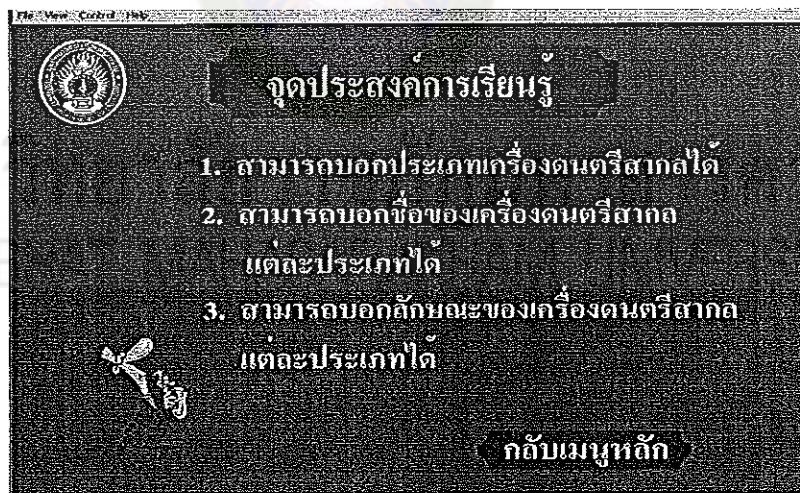 File View Control Help
จุดประสงค์การเรียนรู้
1. สามารถบอกประเภทเครื่องดนตรีสากลได้
2. สามารถบอกชื่อของเครื่องดนตรีสากล
แต่ละประเภทได้
3. สามารถบอกลักษณะของเครื่องดนตรีสากล
แต่ละประเภทได้
กลับเมนูหลัก